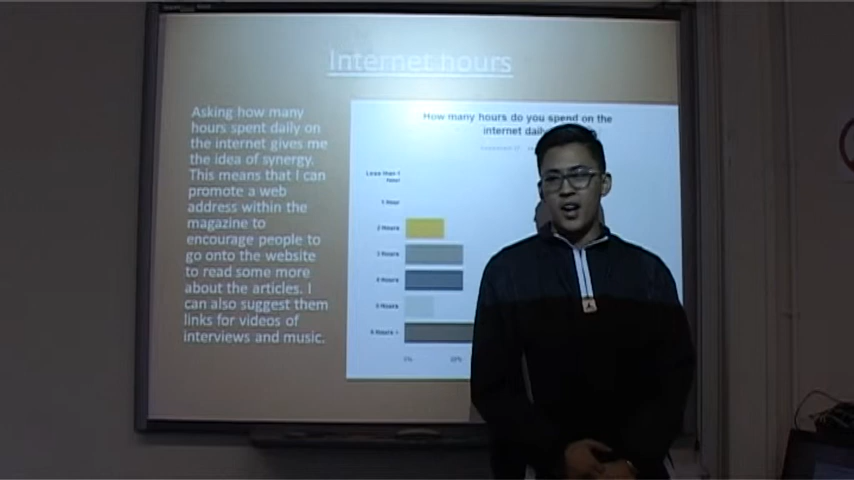 Internet hours
Asking how many
hours spent daily on
the internet gives me
the idea of synergy.
This means that I can
promote a web
address within the
magazine to
encourage people to
go onto the website
to read some more
about the articles. I
can also suggest them
links for videos of
interviews and music.
How many hours do you spend on the
internet daily
Less than 1
hour
1 Hour
2 Hours
3 Hours
4 Hours
5 Hours
6 Hours +
0%